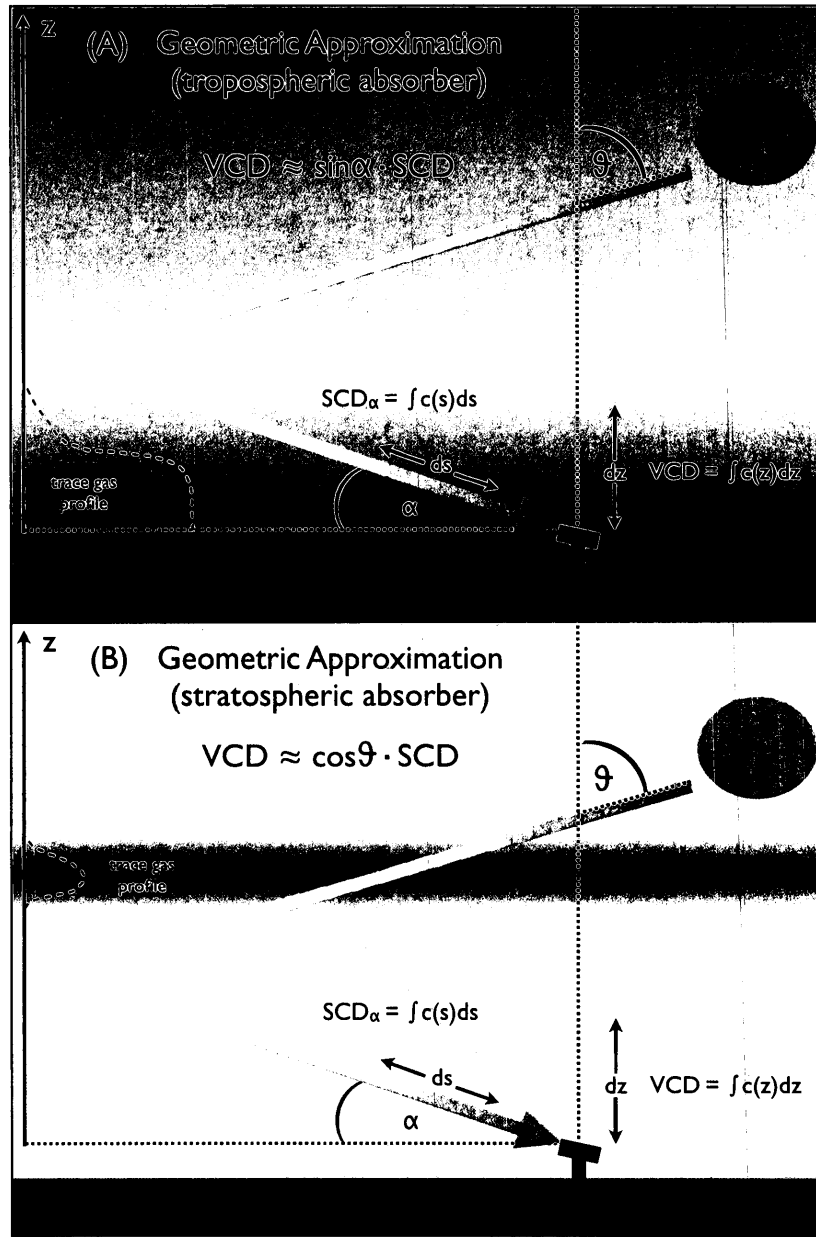 z
(A) Geometric Approximation
(tropospheric absorber)
VCD ≈ sinα · SCD
ϑ
SCDα = ∫c(s)ds
ds
dz VCD = ∫c(z)dz
trace gas
profile
α
z
(B) Geometric Approximation
(stratospheric absorber)
VCD ≈ cosϑ · SCD
ϑ
trace gas
profile
SCDα = ∫c(s)ds
ds
dz VCD = ∫c(z)dz
α